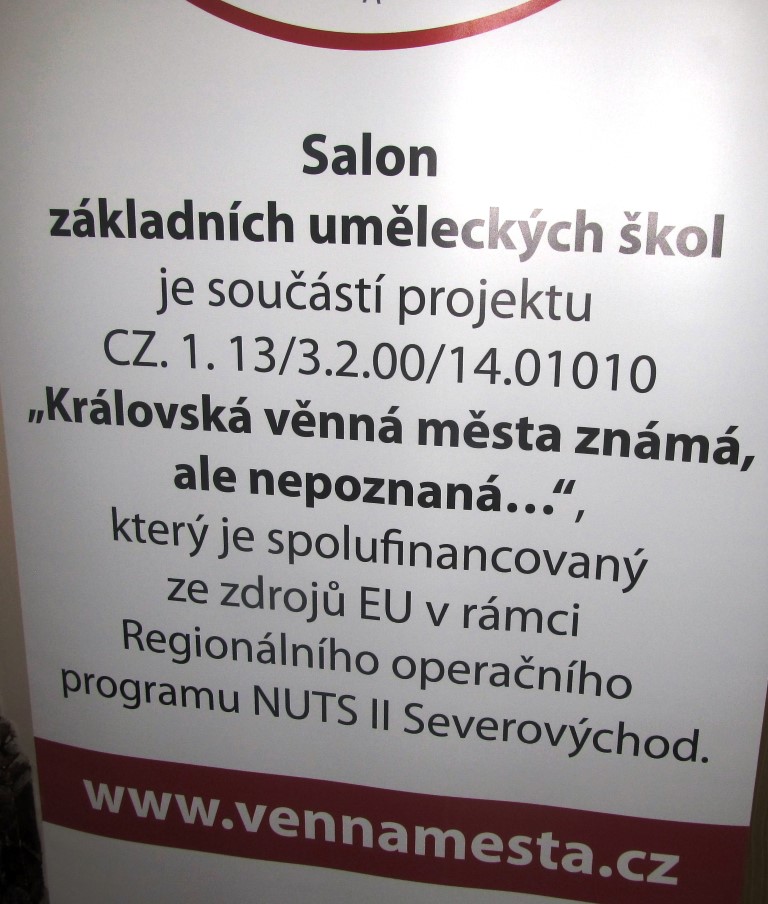 Salon
základních uměleckých škol
je součástí projektu
CZ. 1. 13/3.2.00/14.01010
„Královská věnná města známá,
ale nepoznaná...“,
který je spolufinancovaný
ze zdrojů EU v rámci
Regionálního operačního
programu NUTS II Severovýchod.
www.vennamesta.cz